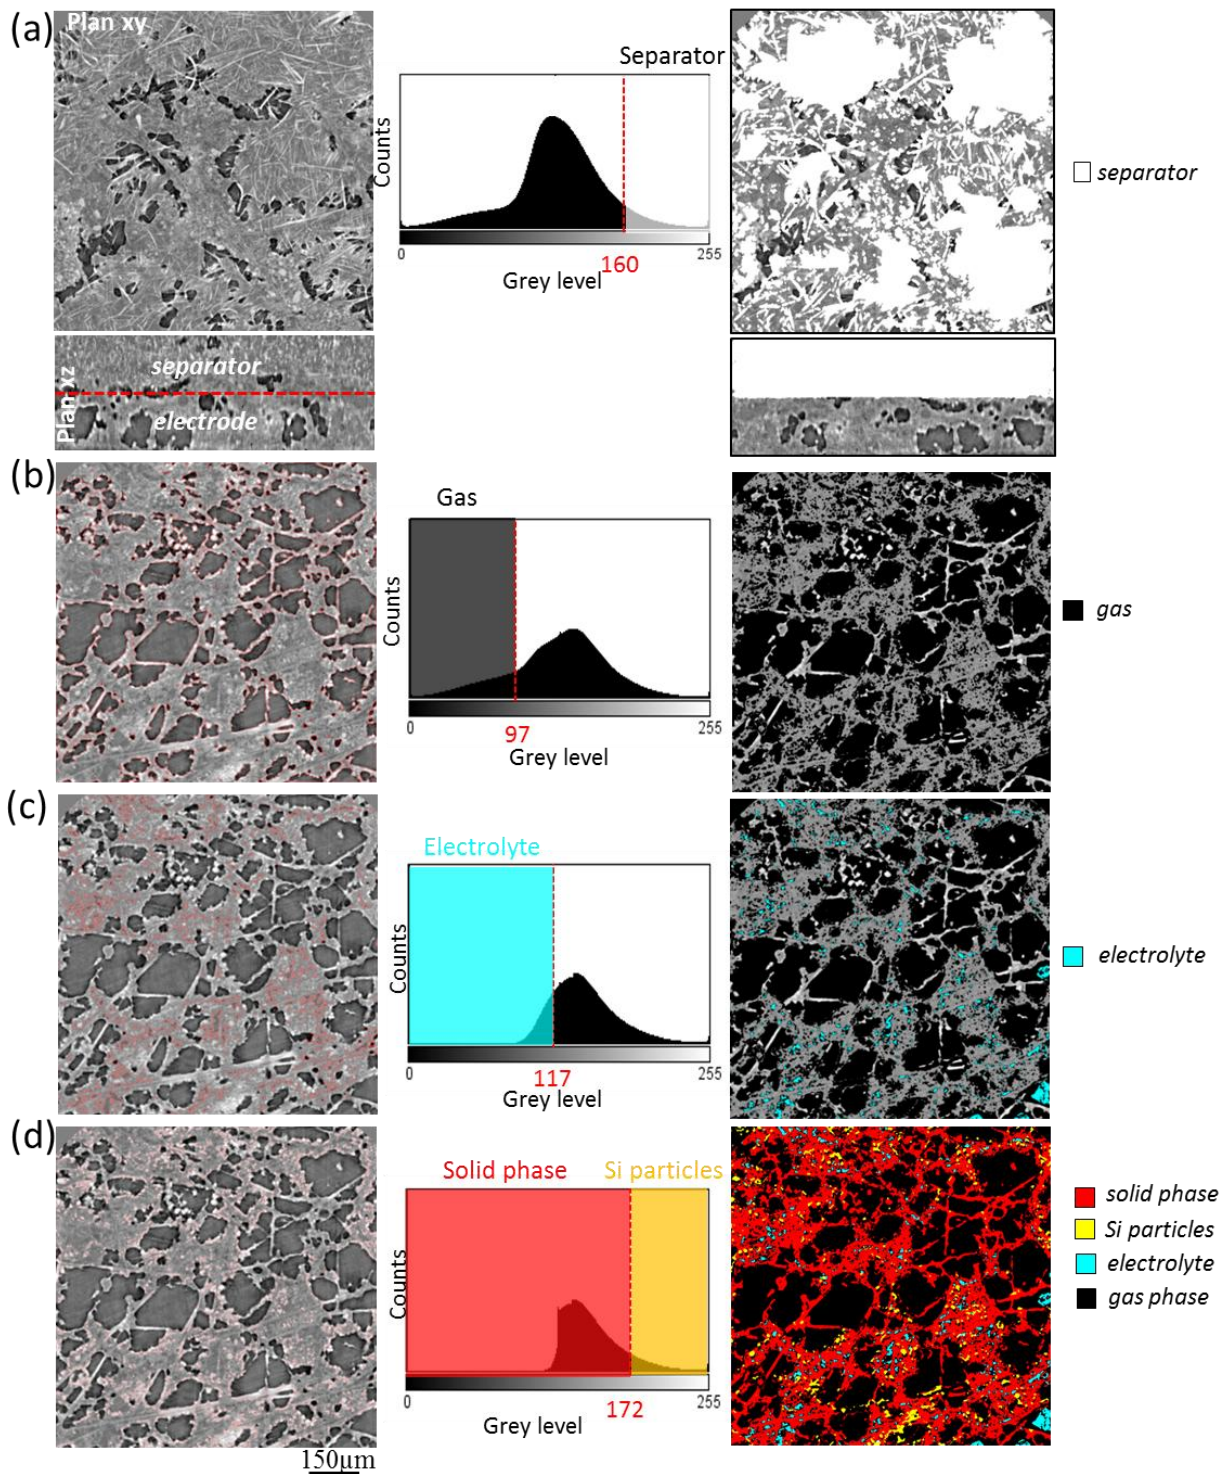 (a)
Plan xy
Separator
Counts
0
160
255
Grey level
separator
Plan xz
separator
electrode
(b)
Gas
Counts
0
97
255
Grey level
gas
(c)
Electrolyte
Counts
0
117
255
Grey level
electrolyte
(d)
Solid phase
Si particles
Counts
0
172
255
Grey level
solid phase
Si particles
electrolyte
gas phase
150µm